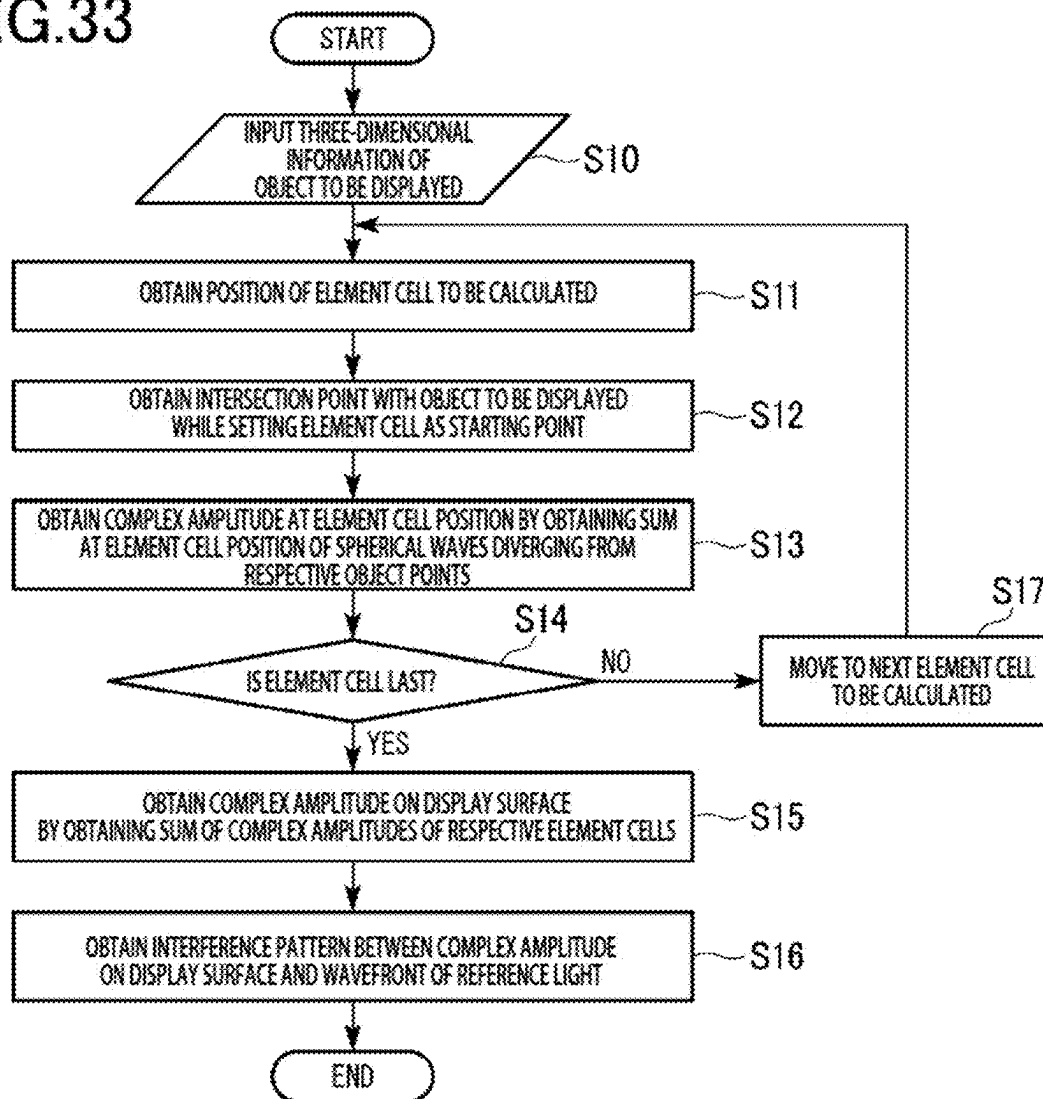 FIG.33
START
INPUT THREE-DIMENSIONAL
INFORMATION OF
OBJECT TO BE DISPLAYED
S10
OBTAIN POSITION OF ELEMENT CELL TO BE CALCULATED
S11
OBTAIN INTERSECTION POINT WITH OBJECT TO BE DISPLAYED
WHILE SETTING ELEMENT CELL AS STARTING POINT
S12
OBTAIN COMPLEX AMPLITUDE AT ELEMENT CELL POSITION BY OBTAINING SUM
AT ELEMENT CELL POSITION OF SPHERICAL WAVES DIVERGING FROM
RESPECTIVE OBJECT POINTS
S13
S14
IS ELEMENT CELL LAST?
NO
S17
MOVE TO NEXT ELEMENT CELL
TO BE CALCULATED
YES
OBTAIN COMPLEX AMPLITUDE ON DISPLAY SURFACE
BY OBTAINING SUM OF COMPLEX AMPLITUDES OF RESPECTIVE ELEMENT CELLS
S15
OBTAIN INTERFERENCE PATTERN BETWEEN COMPLEX AMPLITUDE
ON DISPLAY SURFACE AND WAVEFRONT OF REFERENCE LIGHT
S16
END